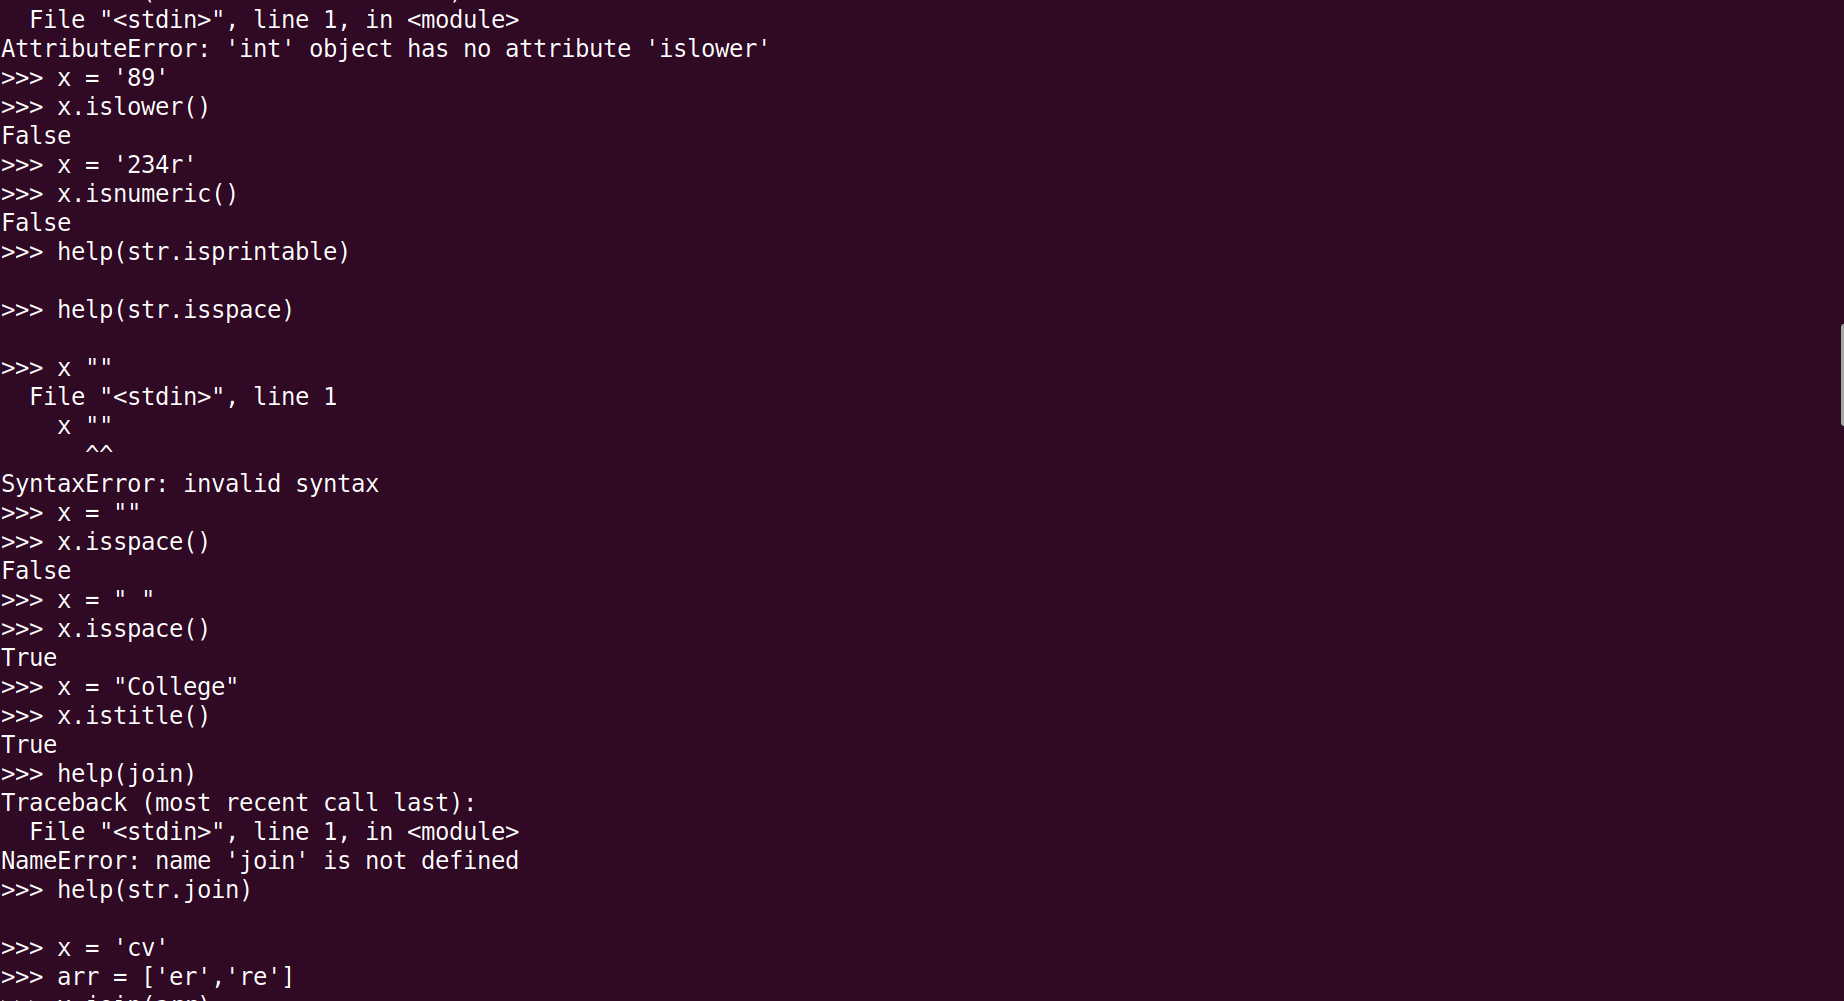 File "<stdin>", line 1, in <module>
AttributeError: 'int' object has no attribute 'islower'
>>> x = '89'
>>> x.islower()
False
>>> x = '234r'
>>> x.isnumeric()
False
>>> help(str.isprintable)

>>> help(str.isspace)

>>> x ""
  File "<stdin>", line 1
    x ""
      ^^
SyntaxError: invalid syntax
>>> x = ""
>>> x.isspace()
False
>>> x = " "
>>> x.isspace()
True
>>> x = "College"
>>> x.istitle()
True
>>> help(join)
Traceback (most recent call last):
  File "<stdin>", line 1, in <module>
NameError: name 'join' is not defined
>>> help(str.join)

>>> x = 'cv'
>>> arr = ['er','re']
>>> x.join(arr)